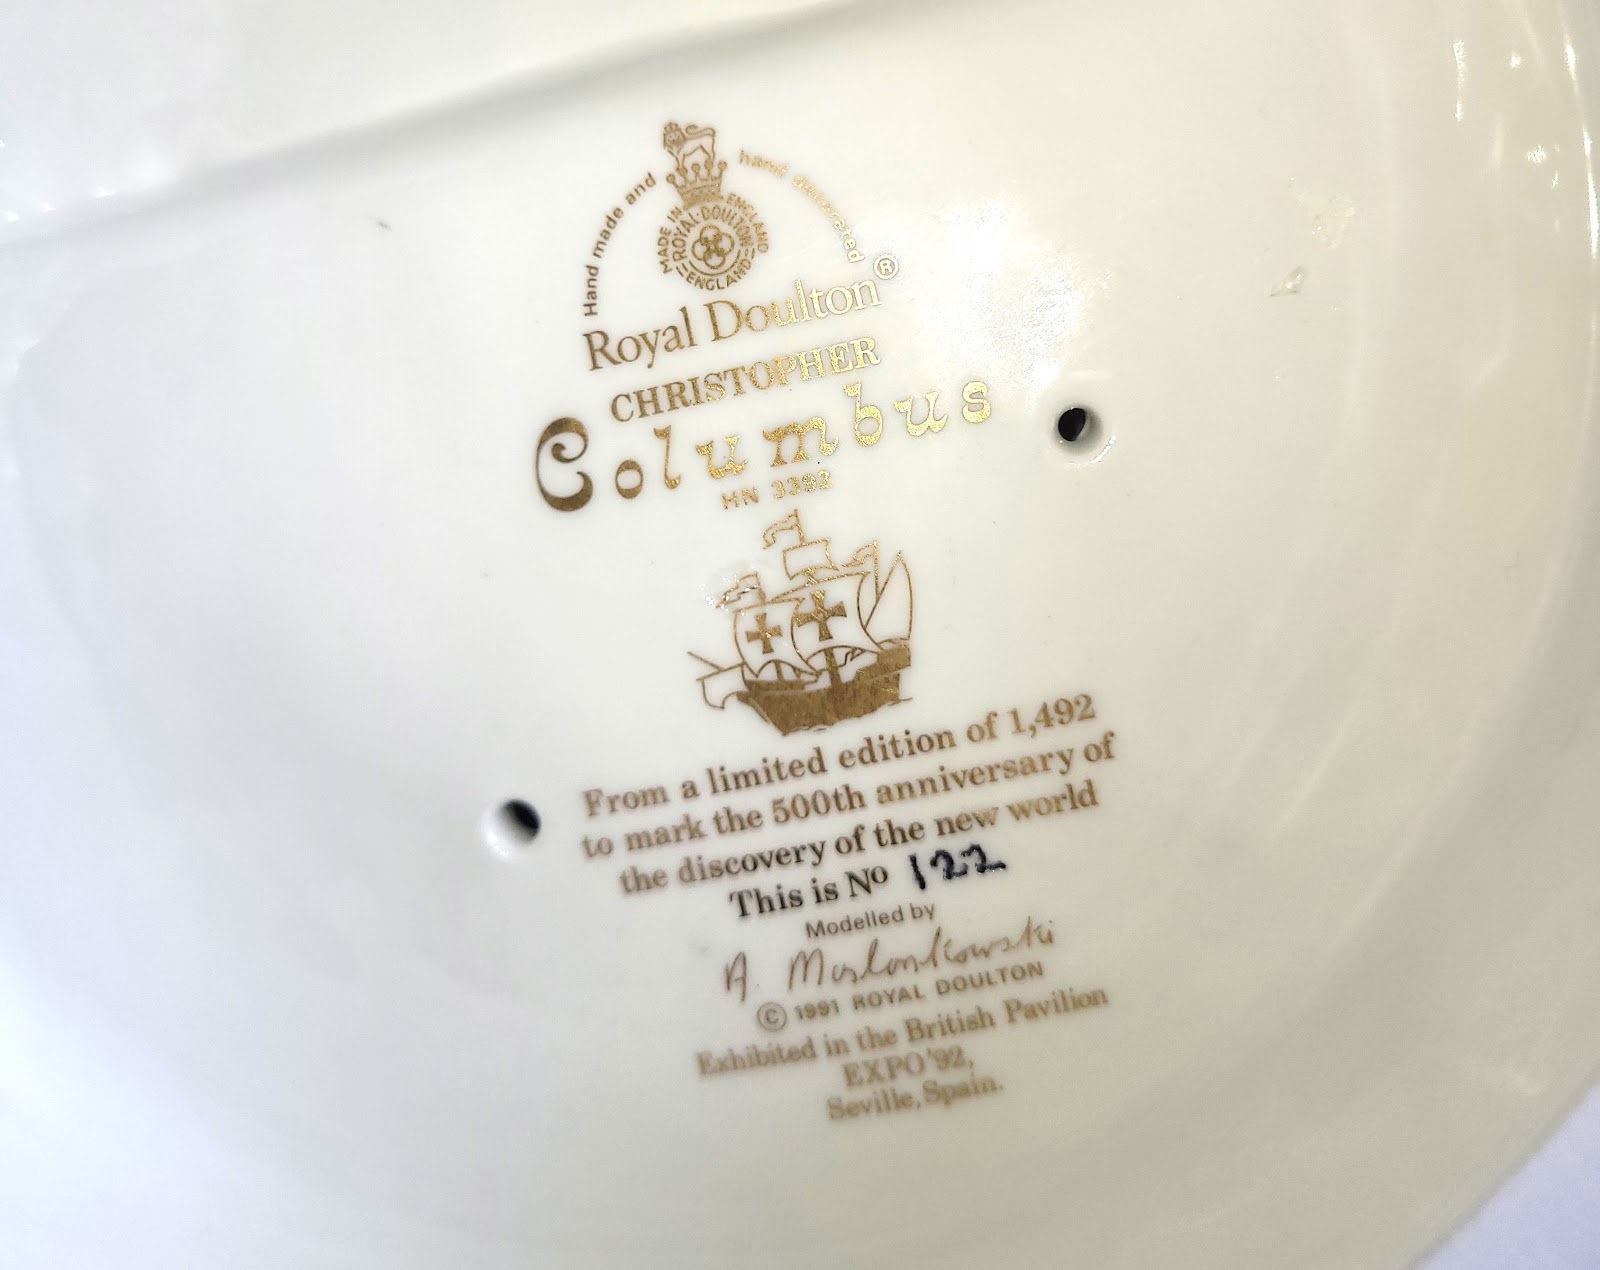 Hand made and hand decorated
MADE IN ENGLAND
ROYAL·DOULTON
ENGLAND
Royal Doulton®
CHRISTOPHER
Columbus
HN 3392
From a limited edition of 1,492
to mark the 500th anniversary of
the discovery of the new world
This is No 122
Modelled by
A. Maslankowski
© 1991 ROYAL DOULTON
Exhibited in the British Pavilion
EXPO '92,
Seville, Spain.